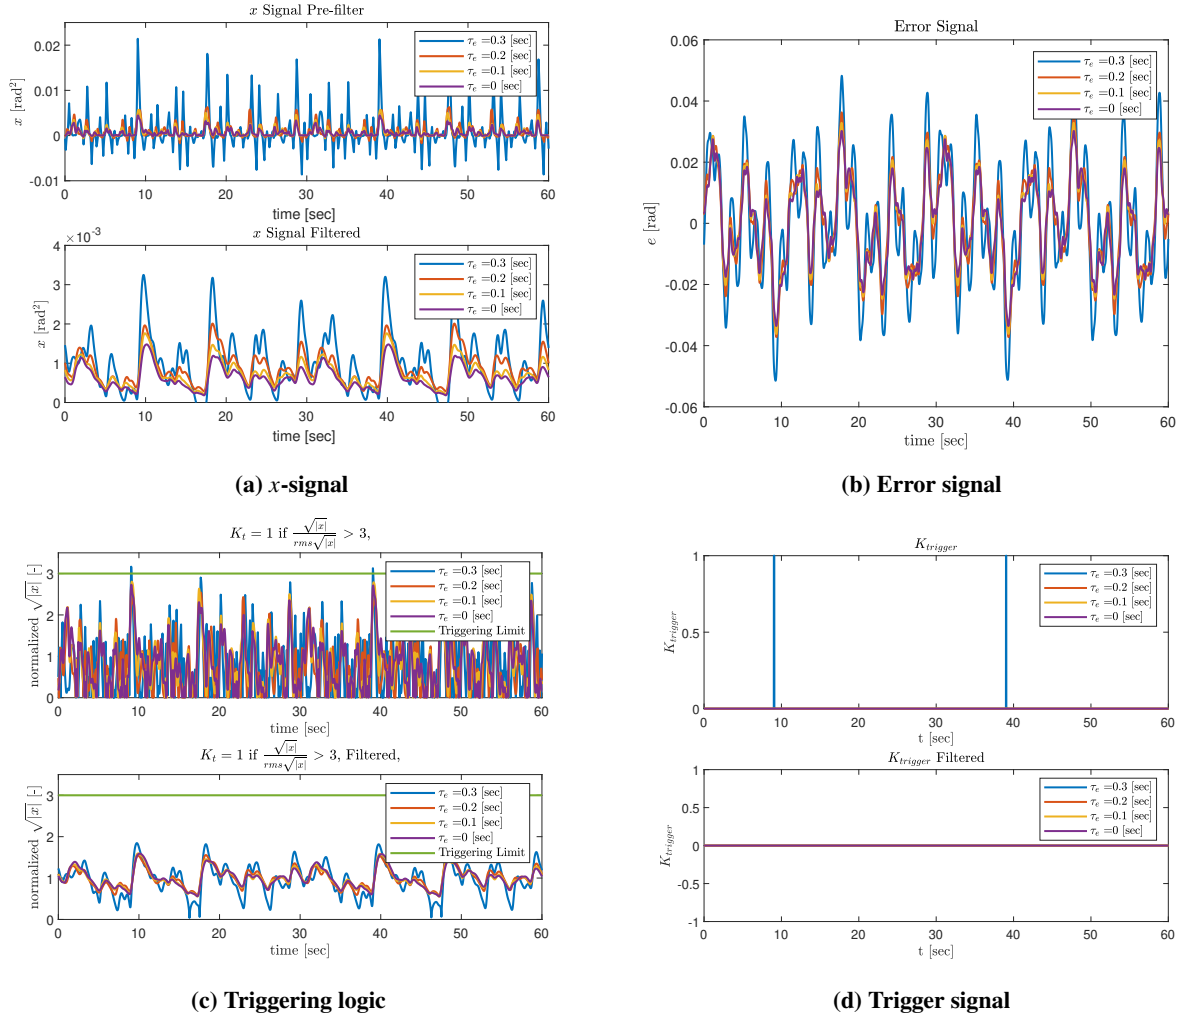 x Signal Pre-filter
0.02
0.01
0
-0.01
x [rad²]
τₑ =0.3 [sec]
τₑ =0.2 [sec]
τₑ =0.1 [sec]
τₑ =0 [sec]
0 10 20 30 40 50 60
time [sec]
×10⁻³
x Signal Filtered
4
3
2
1
0
x [rad²]
τₑ =0.3 [sec]
τₑ =0.2 [sec]
τₑ =0.1 [sec]
τₑ =0 [sec]
0 10 20 30 40 50 60
time [sec]
(a) x-signal
Error Signal
0.06
0.04
0.02
0
-0.02
-0.04
-0.06
e [rad]
τₑ =0.3 [sec]
τₑ =0.2 [sec]
τₑ =0.1 [sec]
τₑ =0 [sec]
0 10 20 30 40 50 60
time [sec]
(b) Error signal
Kₜ = 1 if √|x| / rms√|x| > 3,
3
2
1
0
normalized √|x| [-]
τₑ =0.3 [sec]
τₑ =0.2 [sec]
τₑ =0.1 [sec]
τₑ =0 [sec]
Triggering Limit
0 10 20 30 40 50 60
time [sec]
Kₜ = 1 if √|x| / rms√|x| > 3, Filtered,
3
2
1
0
normalized √|x| [-]
τₑ =0.3 [sec]
τₑ =0.2 [sec]
τₑ =0.1 [sec]
τₑ =0 [sec]
Triggering Limit
0 10 20 30 40 50 60
time [sec]
(c) Triggering logic
K_trigger
1
0.5
0
K_trigger
τₑ =0.3 [sec]
τₑ =0.2 [sec]
τₑ =0.1 [sec]
τₑ =0 [sec]
0 10 20 30 40 50 60
t [sec]
K_trigger Filtered
1
0.5
0
-0.5
-1
K_trigger
τₑ =0.3 [sec]
τₑ =0.2 [sec]
τₑ =0.1 [sec]
τₑ =0 [sec]
0 10 20 30 40 50 60
t [sec]
(d) Trigger signal